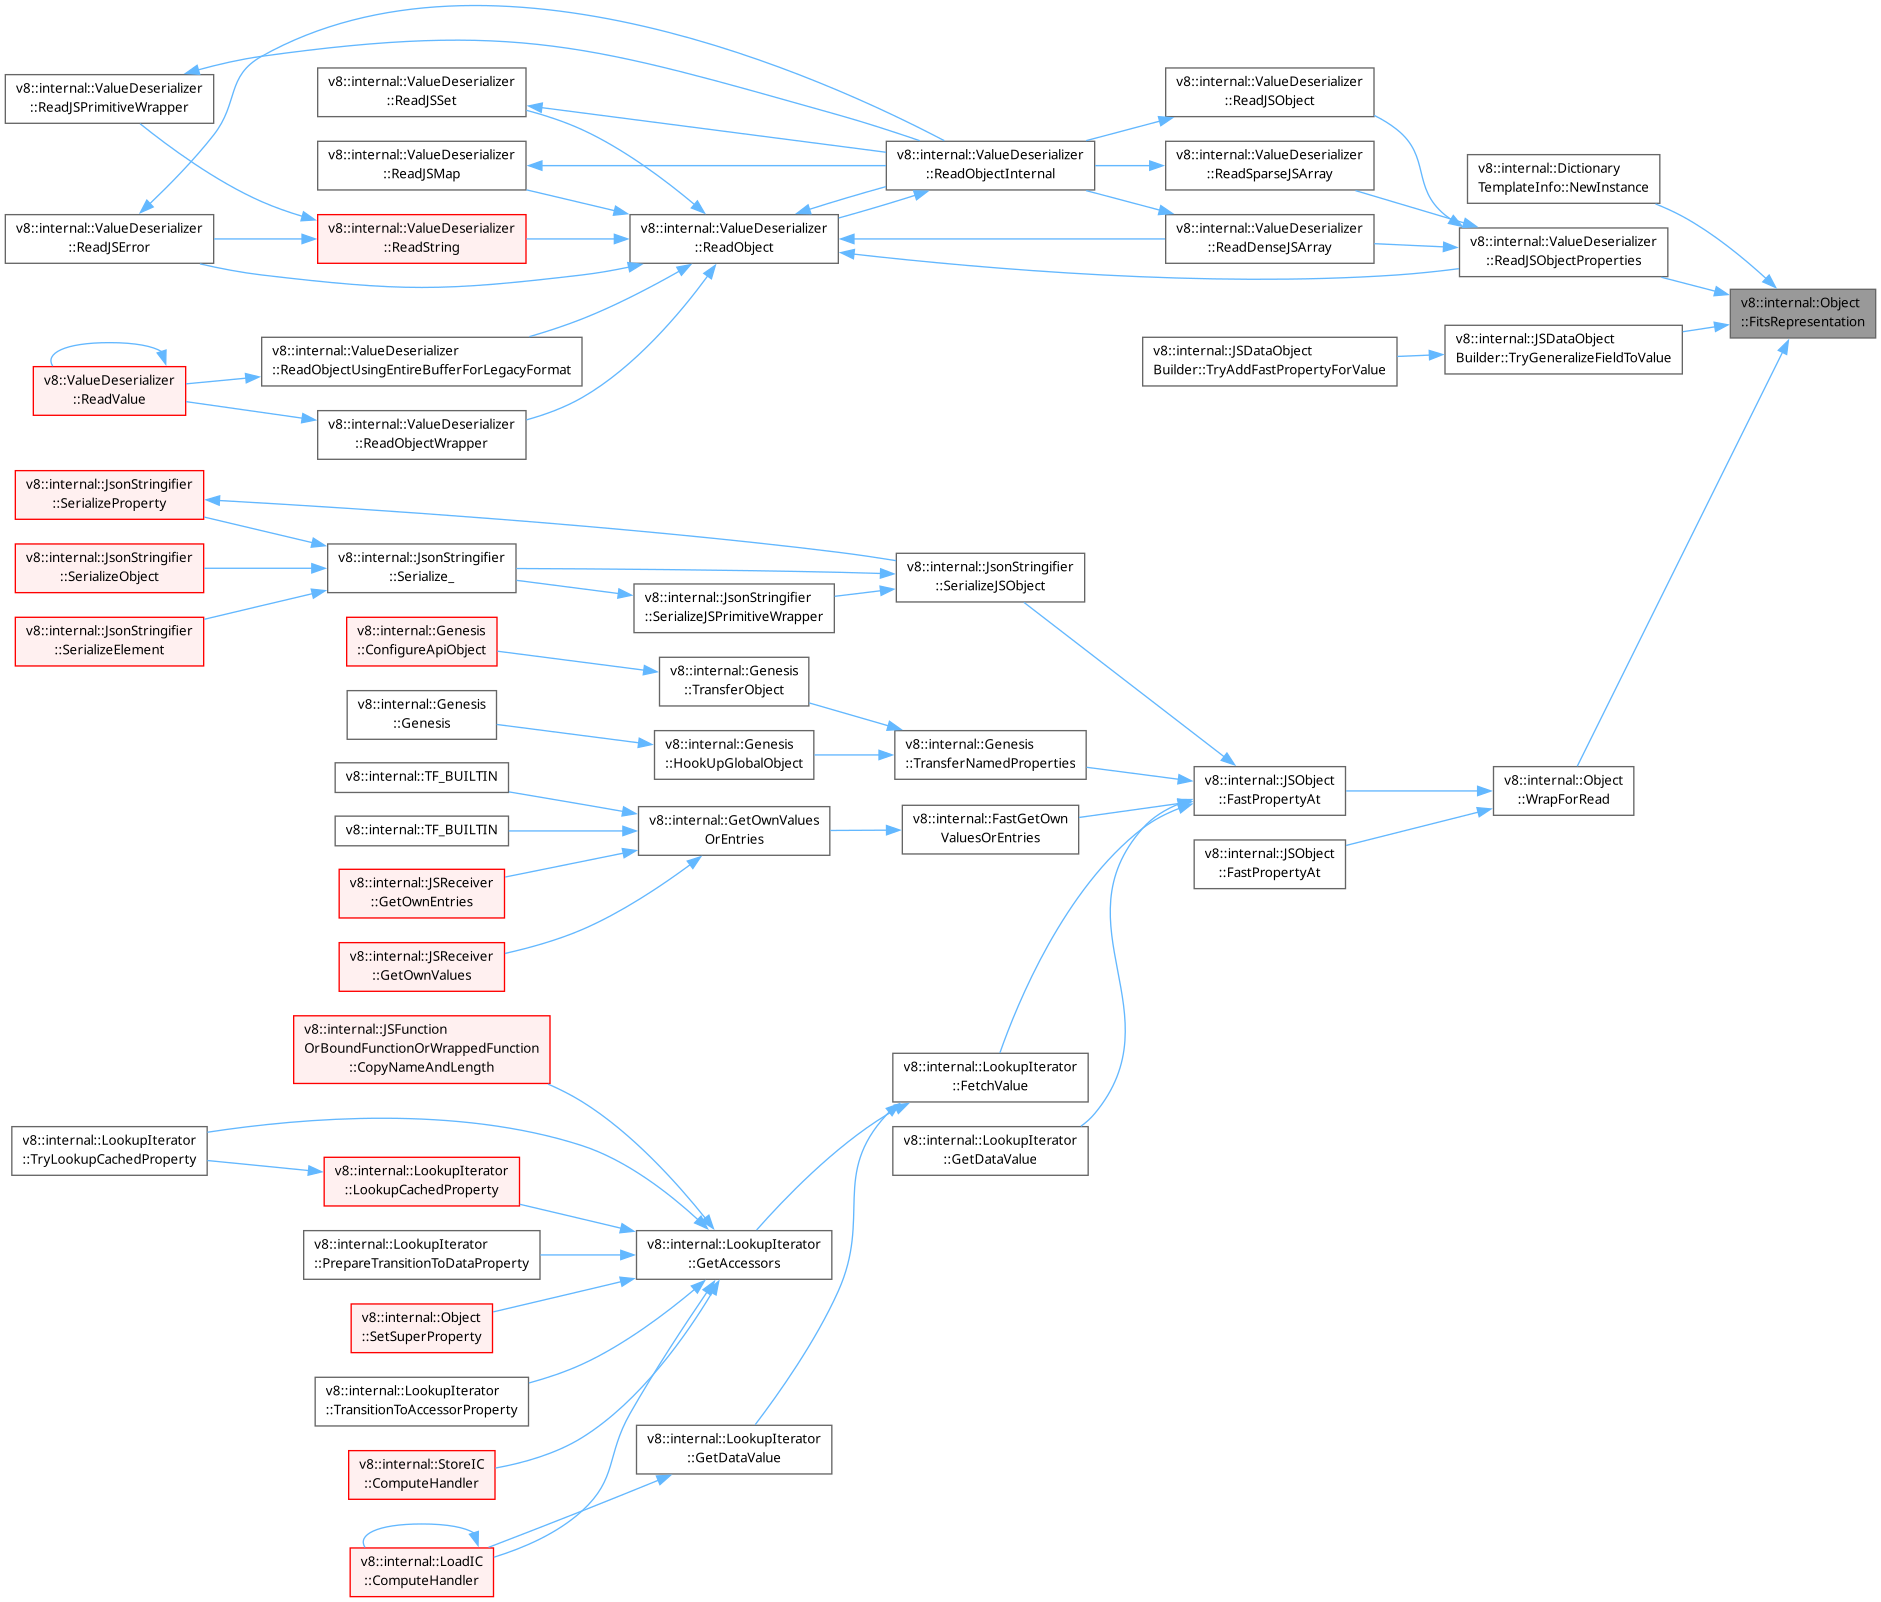 v8::internal::ValueDeserializer
::ReadJSPrimitiveWrapper
v8::internal::ValueDeserializer
::ReadJSSet
v8::internal::ValueDeserializer
::ReadJSObject
v8::internal::ValueDeserializer
::ReadJSMap
v8::internal::ValueDeserializer
::ReadObjectInternal
v8::internal::ValueDeserializer
::ReadSparseJSArray
v8::internal::Dictionary
TemplateInfo::NewInstance
v8::internal::ValueDeserializer
::ReadJSError
v8::internal::ValueDeserializer
::ReadString
v8::internal::ValueDeserializer
::ReadObject
v8::internal::ValueDeserializer
::ReadDenseJSArray
v8::internal::ValueDeserializer
::ReadJSObjectProperties
v8::internal::Object
::FitsRepresentation
v8::internal::ValueDeserializer
::ReadObjectUsingEntireBufferForLegacyFormat
v8::internal::JSDataObject
Builder::TryAddFastPropertyForValue
v8::internal::JSDataObject
Builder::TryGeneralizeFieldToValue
v8::ValueDeserializer
::ReadValue
v8::internal::ValueDeserializer
::ReadObjectWrapper
v8::internal::JsonStringifier
::SerializeProperty
v8::internal::JsonStringifier
::SerializeObject
v8::internal::JsonStringifier
::Serialize_
v8::internal::JsonStringifier
::SerializeJSObject
v8::internal::JsonStringifier
::SerializeJSPrimitiveWrapper
v8::internal::JsonStringifier
::SerializeElement
v8::internal::Genesis
::ConfigureApiObject
v8::internal::Genesis
::TransferObject
v8::internal::Genesis
::Genesis
v8::internal::Genesis
::HookUpGlobalObject
v8::internal::Genesis
::TransferNamedProperties
v8::internal::TF_BUILTIN
v8::internal::JSObject
::FastPropertyAt
v8::internal::Object
::WrapForRead
v8::internal::TF_BUILTIN
v8::internal::GetOwnValues
OrEntries
v8::internal::FastGetOwn
ValuesOrEntries
v8::internal::JSObject
::FastPropertyAt
v8::internal::JSReceiver
::GetOwnEntries
v8::internal::JSReceiver
::GetOwnValues
v8::internal::JSFunction
OrBoundFunctionOrWrappedFunction
::CopyNameAndLength
v8::internal::LookupIterator
::FetchValue
v8::internal::LookupIterator
::TryLookupCachedProperty
v8::internal::LookupIterator
::GetDataValue
v8::internal::LookupIterator
::LookupCachedProperty
v8::internal::LookupIterator
::PrepareTransitionToDataProperty
v8::internal::LookupIterator
::GetAccessors
v8::internal::Object
::SetSuperProperty
v8::internal::LookupIterator
::TransitionToAccessorProperty
v8::internal::LookupIterator
::GetDataValue
v8::internal::StoreIC
::ComputeHandler
v8::internal::LoadIC
::ComputeHandler